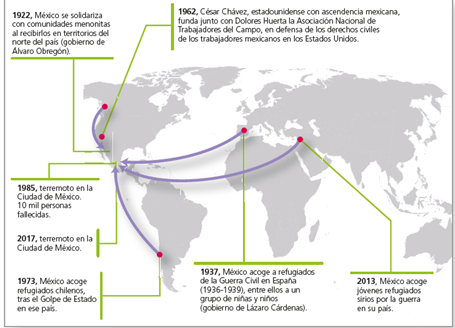 1922, México se solidariza
con comunidades menonitas
al recibirlos en territorios del
norte del país (gobierno de
Álvaro Obregón).
1962, César Chávez, estadounidense con ascendencia mexicana,
funda junto con Dolores Huerta la Asociación Nacional de
Trabajadores del Campo, en defensa de los derechos civiles
de los trabajadores mexicanos en los Estados Unidos.
1985, terremoto en la
Ciudad de México.
10 mil personas
fallecidas.
2017, terremoto en la
Ciudad de México.
1973, México acoge
refugiados chilenos,
tras el Golpe de Estado
en ese país.
1937, México acoge a refugiados
de la Guerra Civil en España
(1936-1939), entre ellos a un
grupo de niñas y niños
(gobierno de Lázaro Cárdenas).
2013, México acoge
jóvenes refugiados
sirios por la guerra
en su país.